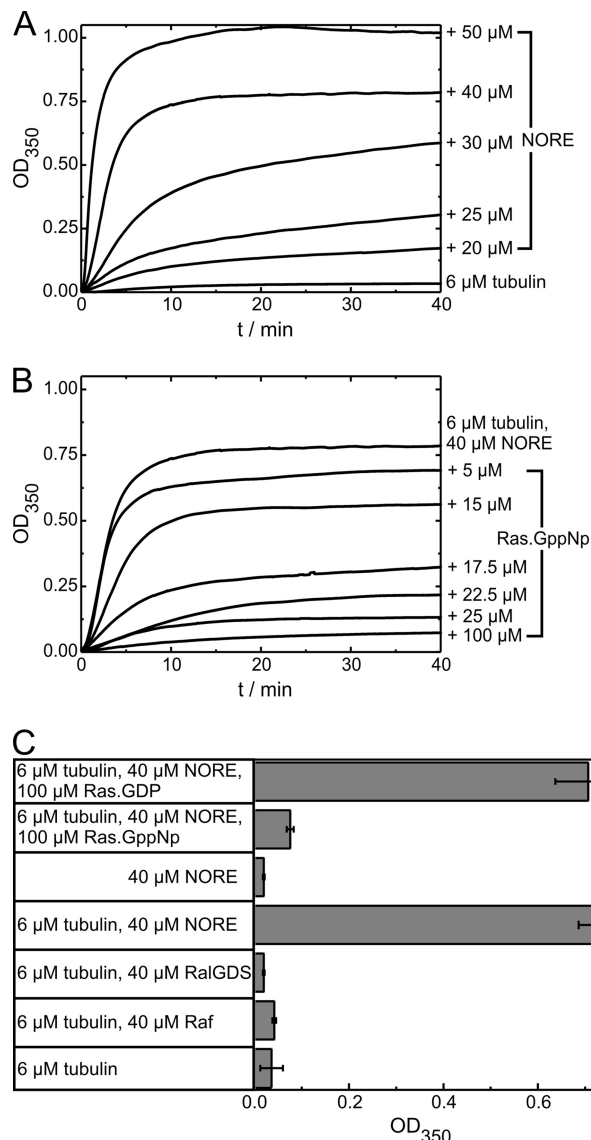 A
OD350
1.00
0.75
0.50
0.25
0.00
0
10
20
30
40
t / min
+ 50 µM
+ 40 µM
+ 30 µM
NORE
+ 25 µM
+ 20 µM
6 µM tubulin
B
OD350
1.00
0.75
0.50
0.25
0.00
0
10
20
30
40
t / min
6 µM tubulin,
40 µM NORE
+ 5 µM
+ 15 µM
Ras.GppNp
+ 17.5 µM
+ 22.5 µM
+ 25 µM
+ 100 µM
C
6 µM tubulin, 40 µM NORE,
100 µM Ras.GDP
6 µM tubulin, 40 µM NORE,
100 µM Ras.GppNp
40 µM NORE
6 µM tubulin, 40 µM NORE
6 µM tubulin, 40 µM RalGDS
6 µM tubulin, 40 µM Raf
6 µM tubulin
0.0
0.2
0.4
0.6
OD350